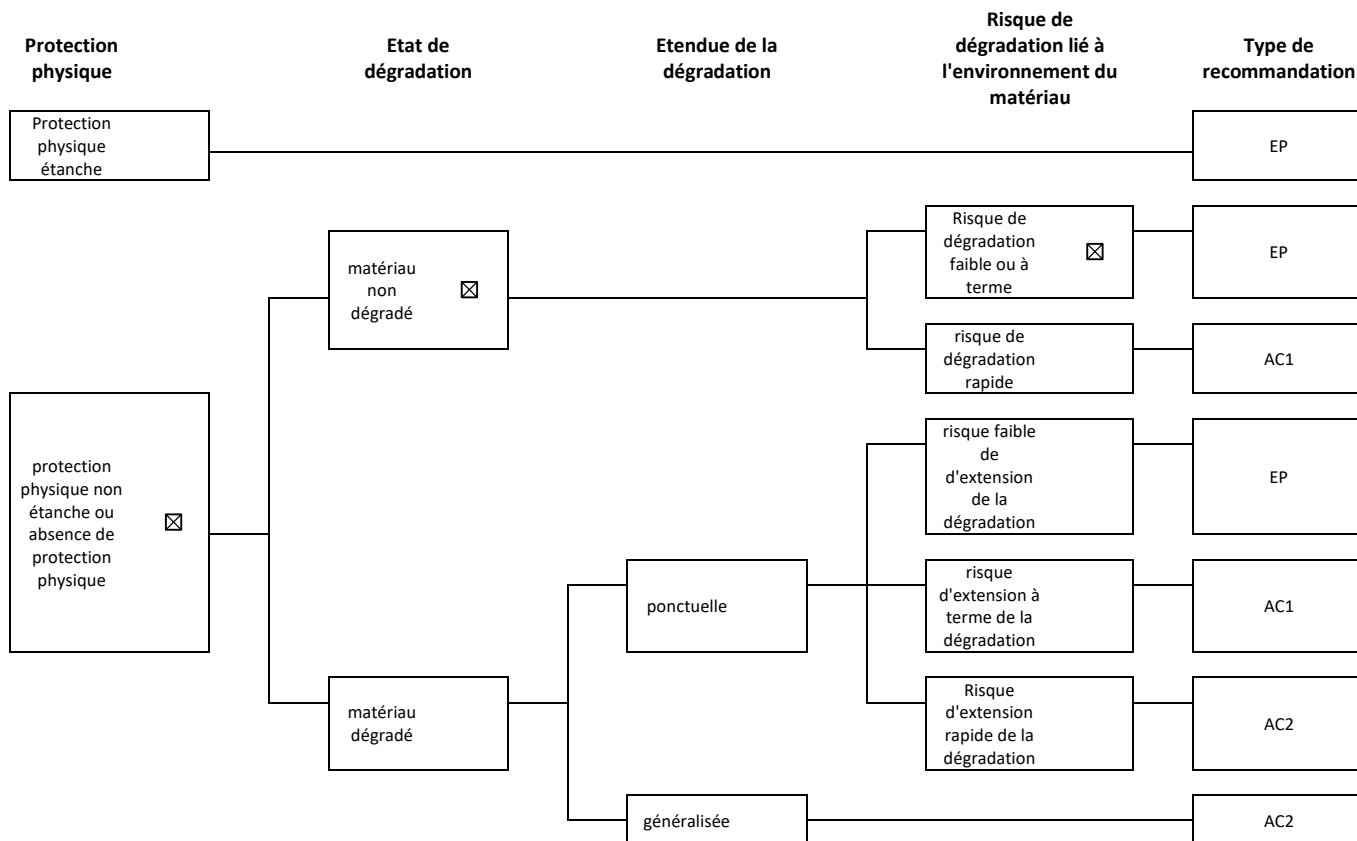 Protection
physique
Etat de
dégradation
Etendue de la
dégradation
Risque de
dégradation lié à
l'environnement du
matériau
Type de
recommandation
Protection
physique
étanche
EP
matériau
non
dégradé
☒
Risque de
dégradation
faible ou à
terme
☒
EP
risque de
dégradation
rapide
AC1
protection
physique non
étanche ou
absence de
protection
physique
☒
risque faible
de
d'extension
de la
dégradation
EP
ponctuelle
risque
d'extension à
terme de la
dégradation
AC1
matériau
dégradé
Risque
d'extension
rapide de la
dégradation
AC2
généralisée
AC2